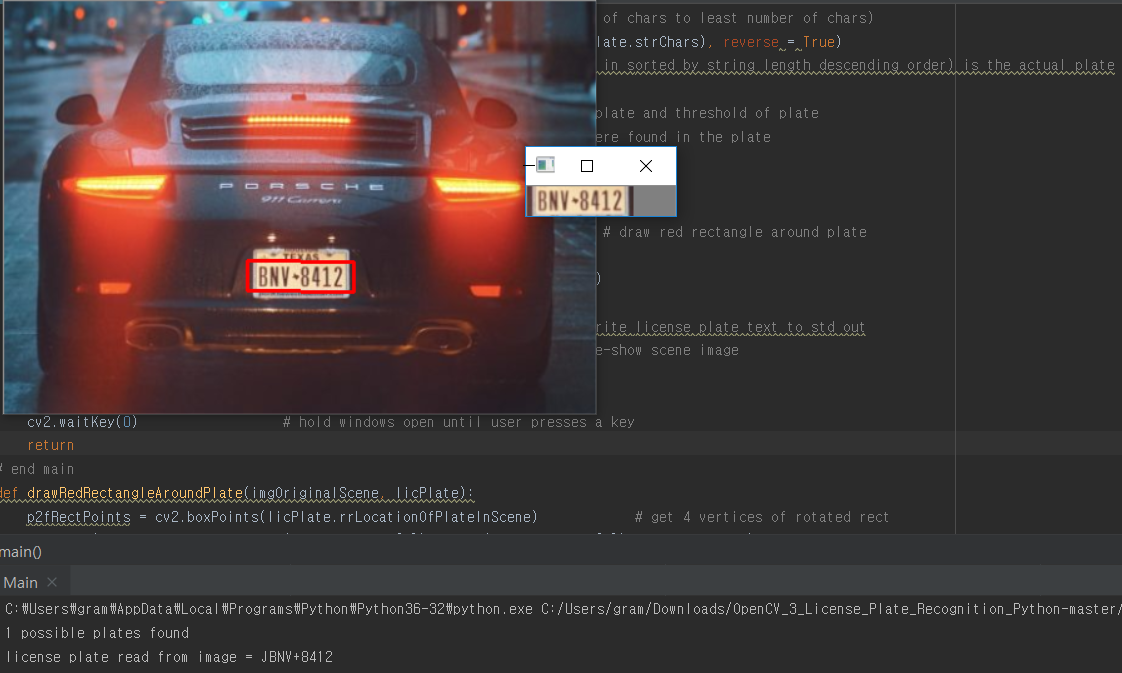 of chars to least number of chars)
late.strChars), reverse = True)
in sorted by string length descending order) is the actual plate
plate and threshold of plate
ere found in the plate
PORSCHE
911 Carrera
BNV-8412
# draw red rectangle around plate
TEXAS
BNV-8412
)
rite license plate text to std out
e-show scene image
cv2.waitKey(0) # hold windows open until user presses a key
return
# end main
def drawRedRectangleAroundPlate(imgOriginalScene, licPlate):
p2fRectPoints = cv2.boxPoints(licPlate.rrLocationOfPlateInScene) # get 4 vertices of rotated rect
main()
Main
C:₩Users₩gram₩AppData₩Local₩Programs₩Python₩Python36-32₩python.exe C:/Users/gram/Downloads/OpenCV_3_License_Plate_Recognition_Python-master/
1 possible plates found
license plate read from image = JBNV+8412